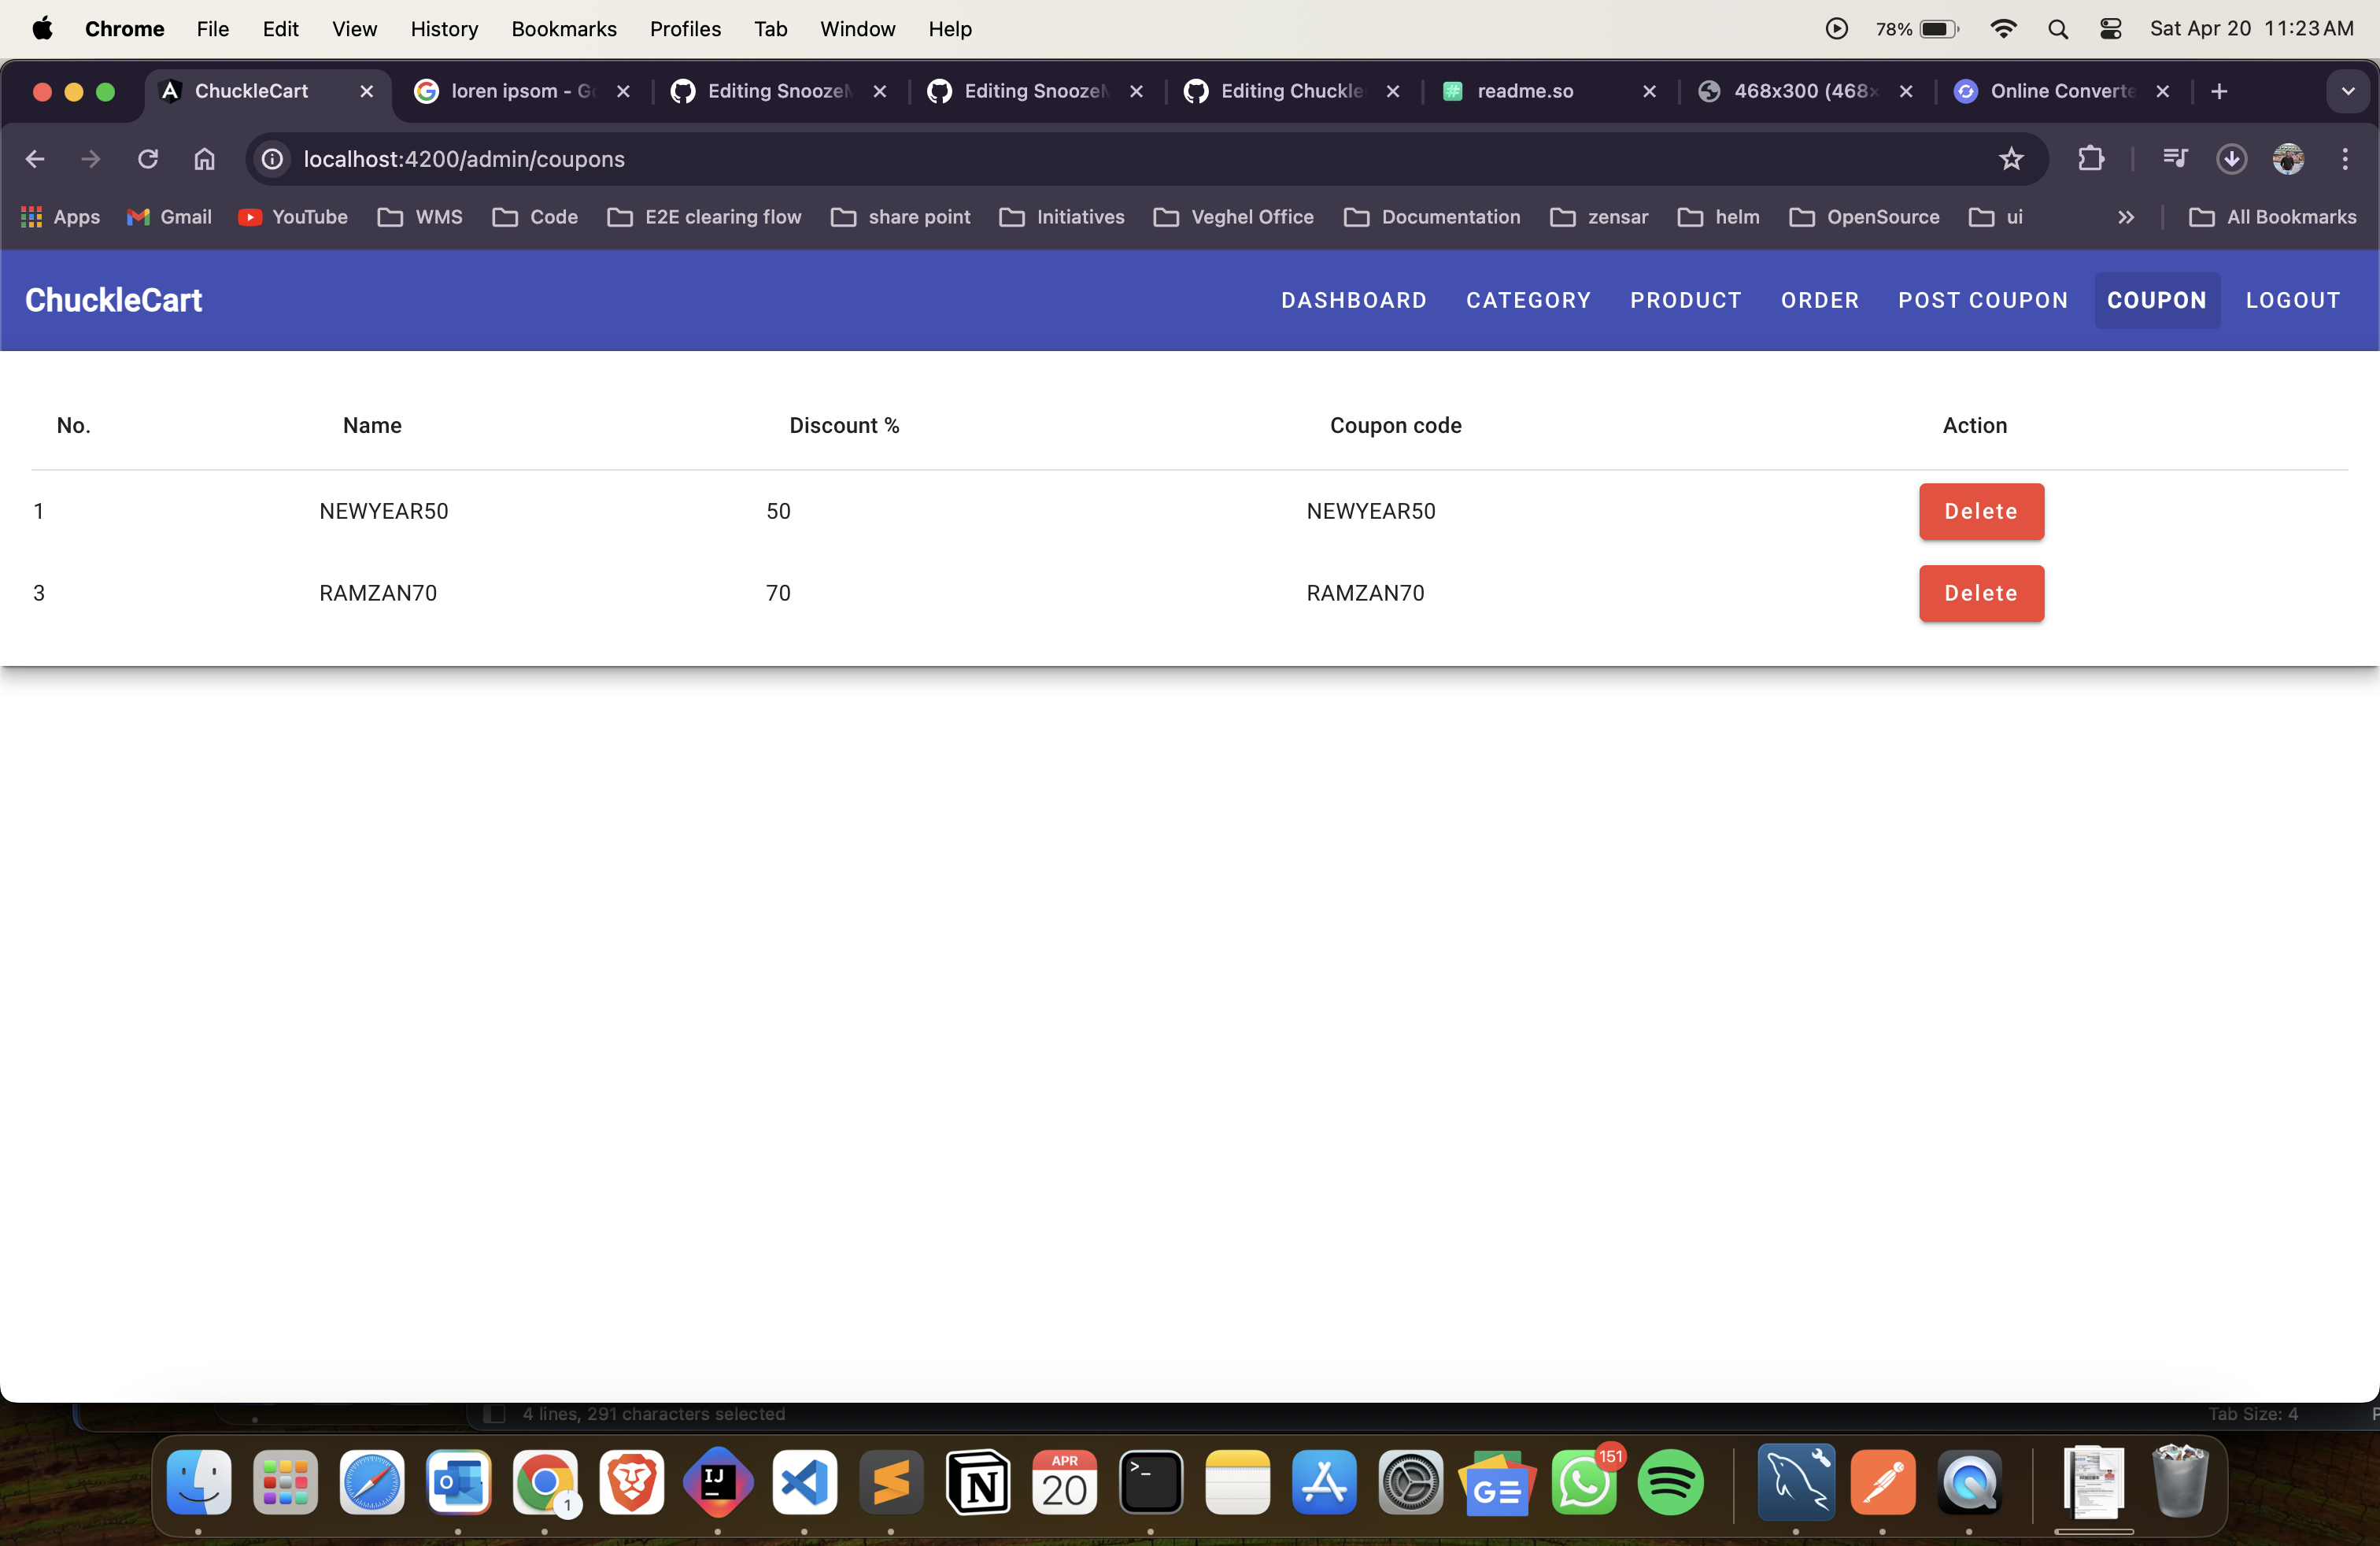 Chrome File Edit View History Bookmarks Profiles Tab Window Help 78% Sat Apr 20 11:23 AM
ChuckleCart loren ipsom - Go Editing Snooze Editing Snooze Editing Chuckle readme.so 468x300 (468× Online Converte
localhost:4200/admin/coupons
Apps Gmail YouTube WMS Code E2E clearing flow share point Initiatives Veghel Office Documentation zensar helm OpenSource ui » All Bookmarks
ChuckleCart DASHBOARD CATEGORY PRODUCT ORDER POST COUPON COUPON LOGOUT
No. Name Discount % Coupon code Action
1 NEWYEAR50 50 NEWYEAR50 Delete
3 RAMZAN70 70 RAMZAN70 Delete
4 lines, 291 characters selected Tab Size: 4
APR 151
20
IJ
1